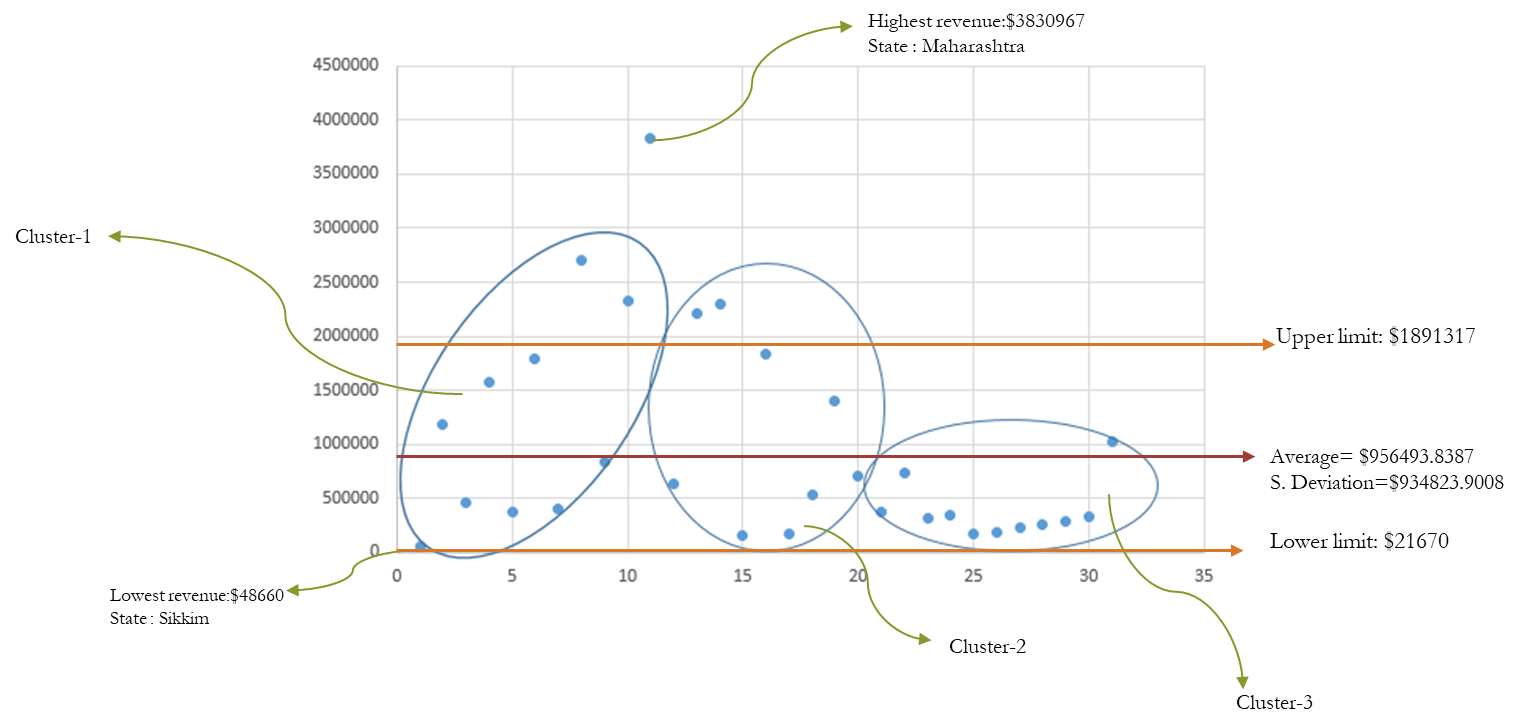 Highest revenue:$3830967
State : Maharashtra
4500000
4000000
3500000
3000000
2500000
2000000
1500000
1000000
500000
0
0 5 10 15 20 25 30 35
Cluster-1
Upper limit: $1891317
Average= $956493.8387
S. Deviation=$934823.9008
Lower limit: $21670
Lowest revenue:$48660
State : Sikkim
Cluster-2
Cluster-3